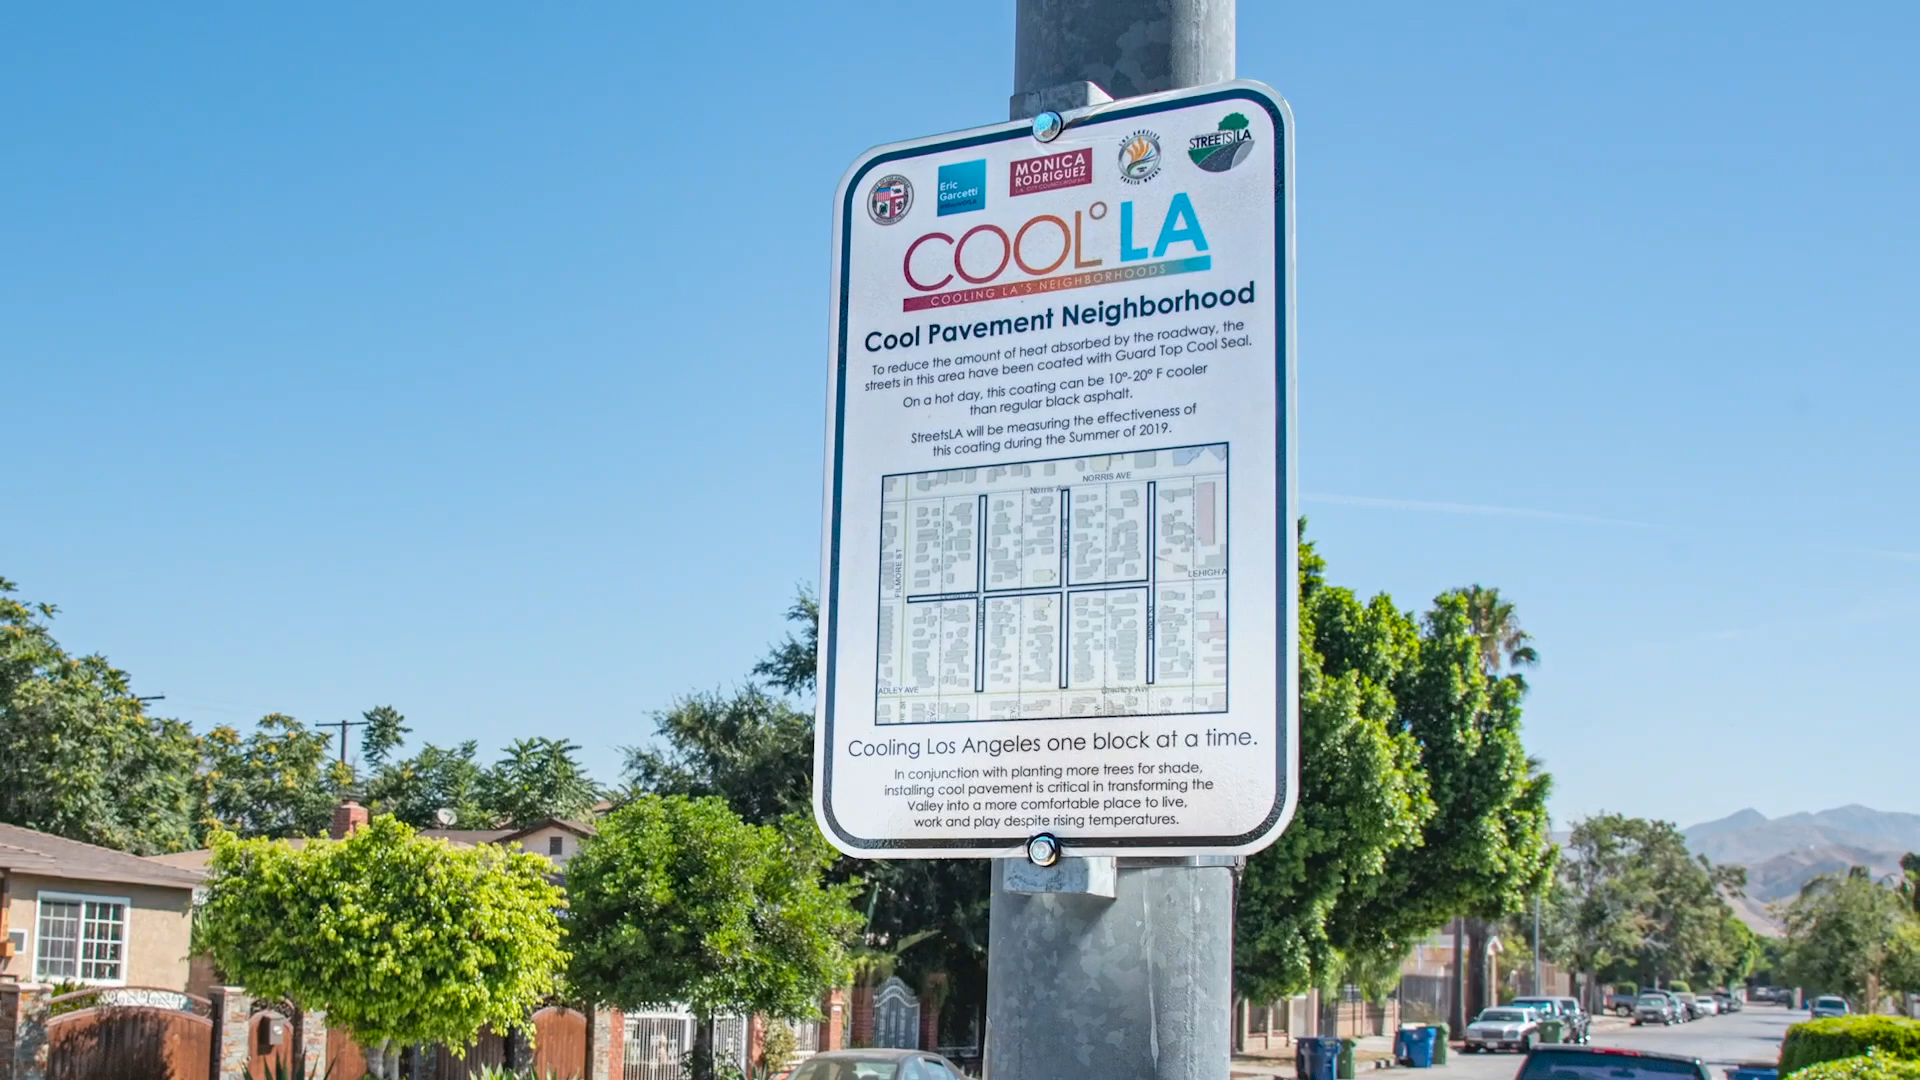 Eric
Garcetti
MONICA
RODRIGUEZ
STREETSLA
COOL° LA
COOLING LA'S NEIGHBORHOODS
Cool Pavement Neighborhood
To reduce the amount of heat absorbed by the roadway, the
streets in this area have been coated with Guard Top Cool Seal.
On a hot day, this coating can be 10°-20° F cooler
than regular black asphalt.
StreetsLA will be measuring the effectiveness of
this coating during the Summer of 2019.
NORRIS AVE
Norris
FILMORE ST
LEHIGH A
ADLEY AVE
Bradley Ave
Cooling Los Angeles one block at a time.
In conjunction with planting more trees for shade,
installing cool pavement is critical in transforming the
Valley into a more comfortable place to live,
work and play despite rising temperatures.